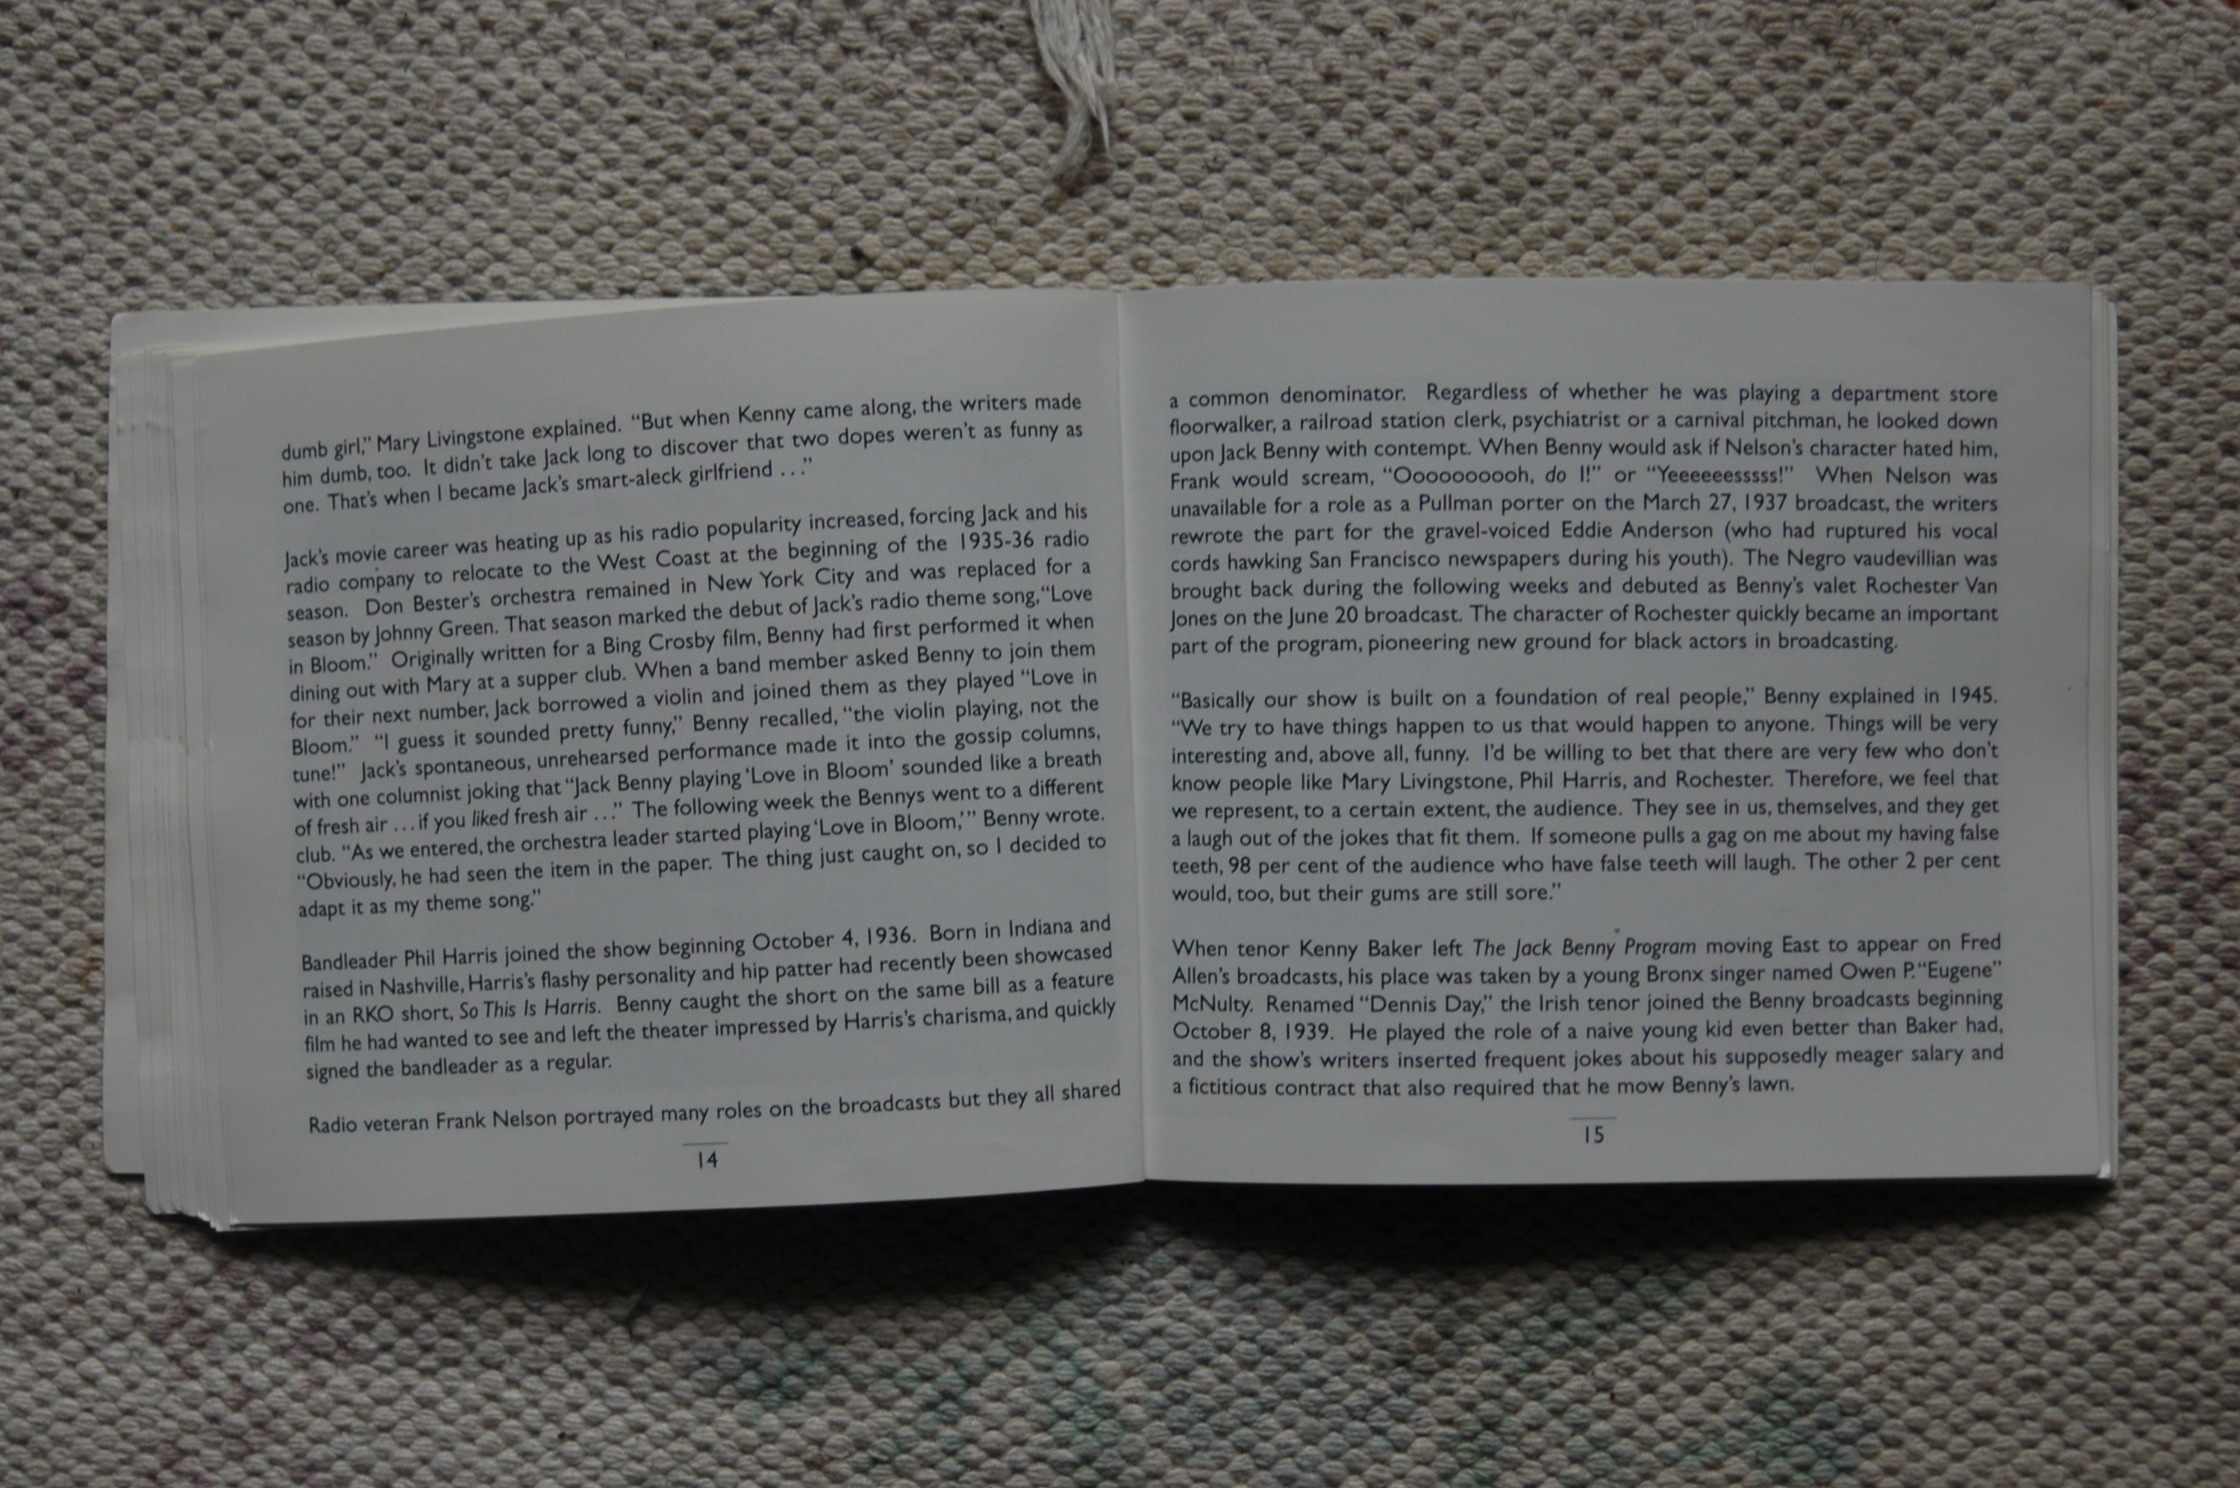 dumb girl," Mary Livingstone explained. "But when Kenny came along, the writers made
him dumb, too. It didn't take Jack long to discover that two dopes weren't as funny as
one. That's when I became Jack's smart-aleck girlfriend . . ."
Jack's movie career was heating up as his radio popularity increased, forcing Jack and his
radio company to relocate to the West Coast at the beginning of the 1935-36 radio
season. Don Bester's orchestra remained in New York City and was replaced for a
season by Johnny Green. That season marked the debut of Jack's radio theme song, "Love
in Bloom." Originally written for a Bing Crosby film, Benny had first performed it when
dining out with Mary at a supper club. When a band member asked Benny to join them
for their next number, Jack borrowed a violin and joined them as they played "Love in
Bloom." "I guess it sounded pretty funny," Benny recalled, "the violin playing, not the
tune!" Jack's spontaneous, unrehearsed performance made it into the gossip columns,
with one columnist joking that "Jack Benny playing 'Love in Bloom' sounded like a breath
of fresh air . . . if you liked fresh air . . ." The following week the Bennys went to a different
club. "As we entered, the orchestra leader started playing 'Love in Bloom,'" Benny wrote.
"Obviously, he had seen the item in the paper. The thing just caught on, so I decided to
adapt it as my theme song."
Bandleader Phil Harris joined the show beginning October 4, 1936. Born in Indiana and
raised in Nashville, Harris's flashy personality and hip patter had recently been showcased
in an RKO short, So This Is Harris. Benny caught the short on the same bill as a feature
film he had wanted to see and left the theater impressed by Harris's charisma, and quickly
signed the bandleader as a regular.
Radio veteran Frank Nelson portrayed many roles on the broadcasts but they all shared
14
a common denominator. Regardless of whether he was playing a department store
floorwalker, a railroad station clerk, psychiatrist or a carnival pitchman, he looked down
upon Jack Benny with contempt. When Benny would ask if Nelson's character hated him,
Frank would scream, "Ooooooooooh, do I!" or "Yeeeeeesssss!" When Nelson was
unavailable for a role as a Pullman porter on the March 27, 1937 broadcast, the writers
rewrote the part for the gravel-voiced Eddie Anderson (who had ruptured his vocal
cords hawking San Francisco newspapers during his youth). The Negro vaudevillian was
brought back during the following weeks and debuted as Benny's valet Rochester Van
Jones on the June 20 broadcast. The character of Rochester quickly became an important
part of the program, pioneering new ground for black actors in broadcasting.
"Basically our show is built on a foundation of real people," Benny explained in 1945.
"We try to have things happen to us that would happen to anyone. Things will be very
interesting and, above all, funny. I'd be willing to bet that there are very few who don't
know people like Mary Livingstone, Phil Harris, and Rochester. Therefore, we feel that
we represent, to a certain extent, the audience. They see in us, themselves, and they get
a laugh out of the jokes that fit them. If someone pulls a gag on me about my having false
teeth, 98 per cent of the audience who have false teeth will laugh. The other 2 per cent
would, too, but their gums are still sore."
When tenor Kenny Baker left The Jack Benny Program moving East to appear on Fred
Allen's broadcasts, his place was taken by a young Bronx singer named Owen P. "Eugene"
McNulty. Renamed "Dennis Day," the Irish tenor joined the Benny broadcasts beginning
October 8, 1939. He played the role of a naive young kid even better than Baker had,
and the show's writers inserted frequent jokes about his supposedly meager salary and
a fictitious contract that also required that he mow Benny's lawn.
15